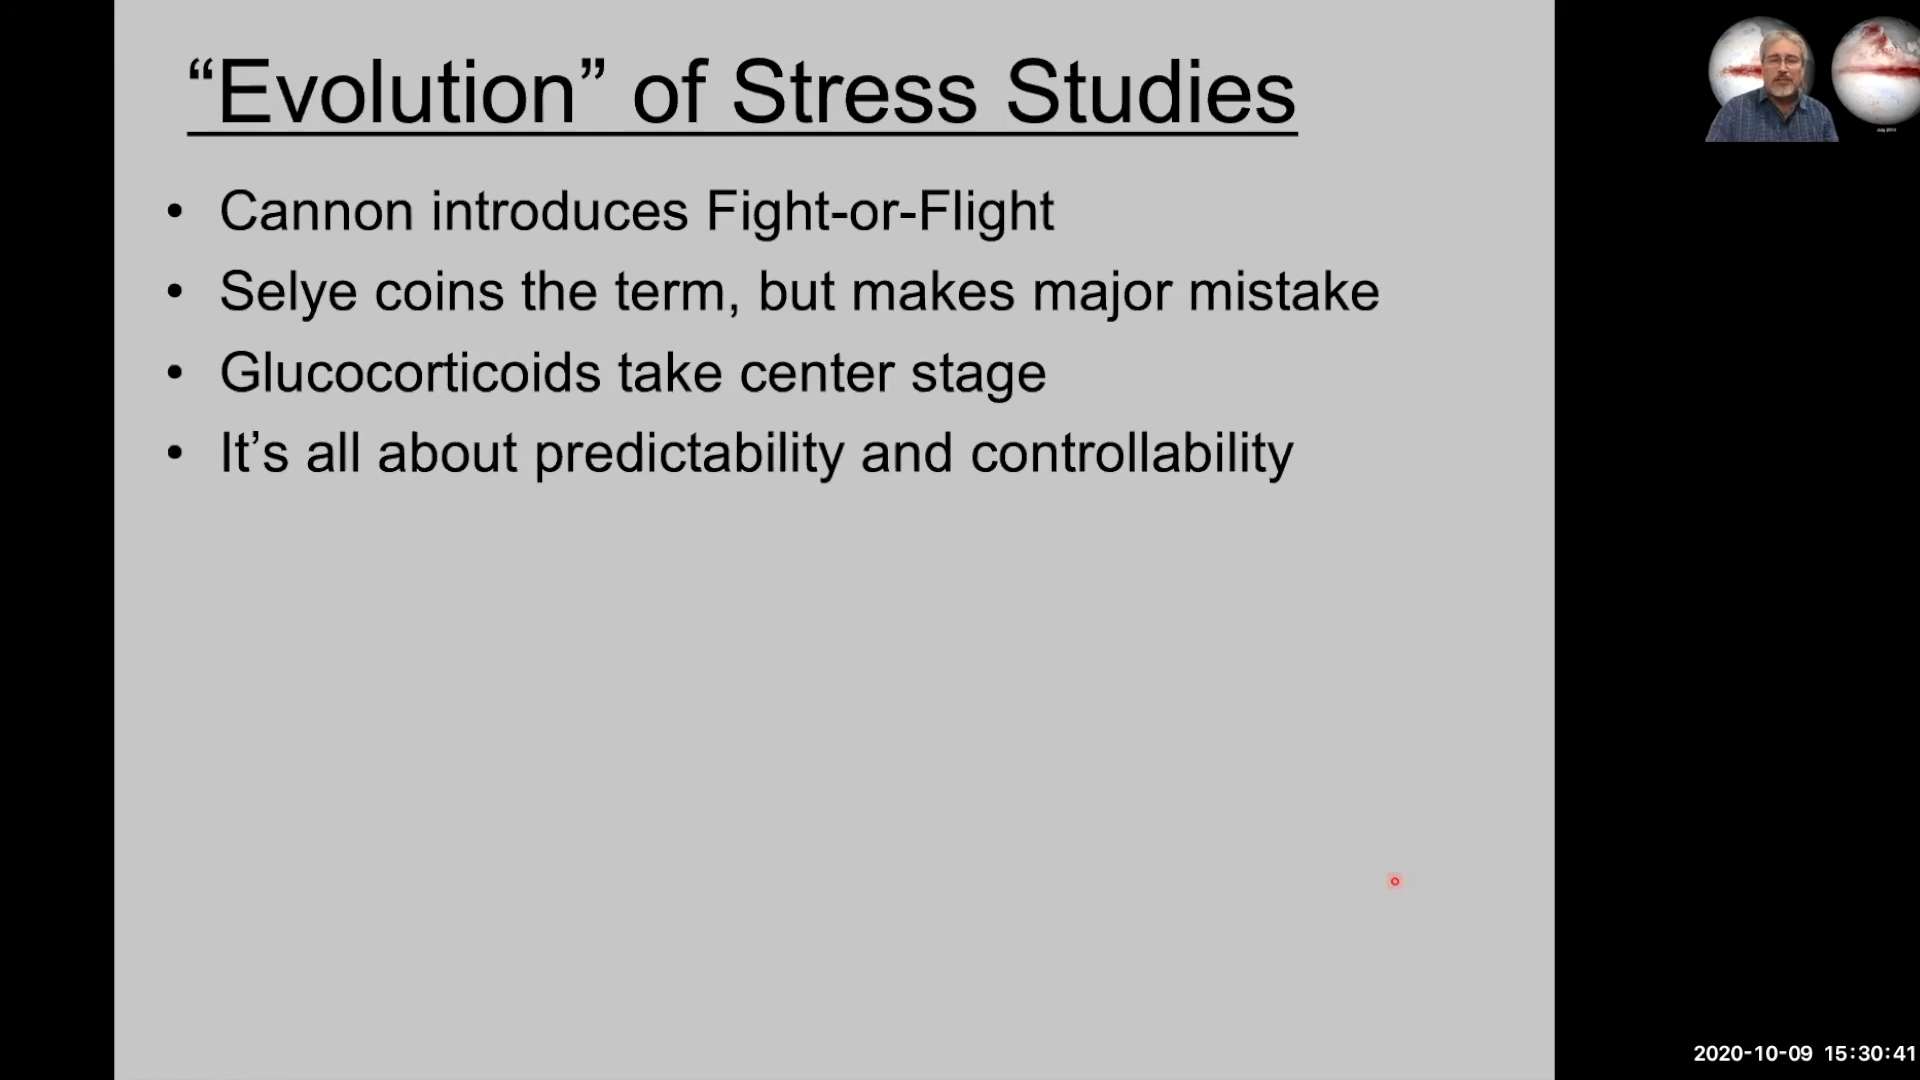 “Evolution” of Stress Studies
• Cannon introduces Fight-or-Flight
• Selye coins the term, but makes major mistake
• Glucocorticoids take center stage
• It’s all about predictability and controllability
2020-10-09 15:30:41